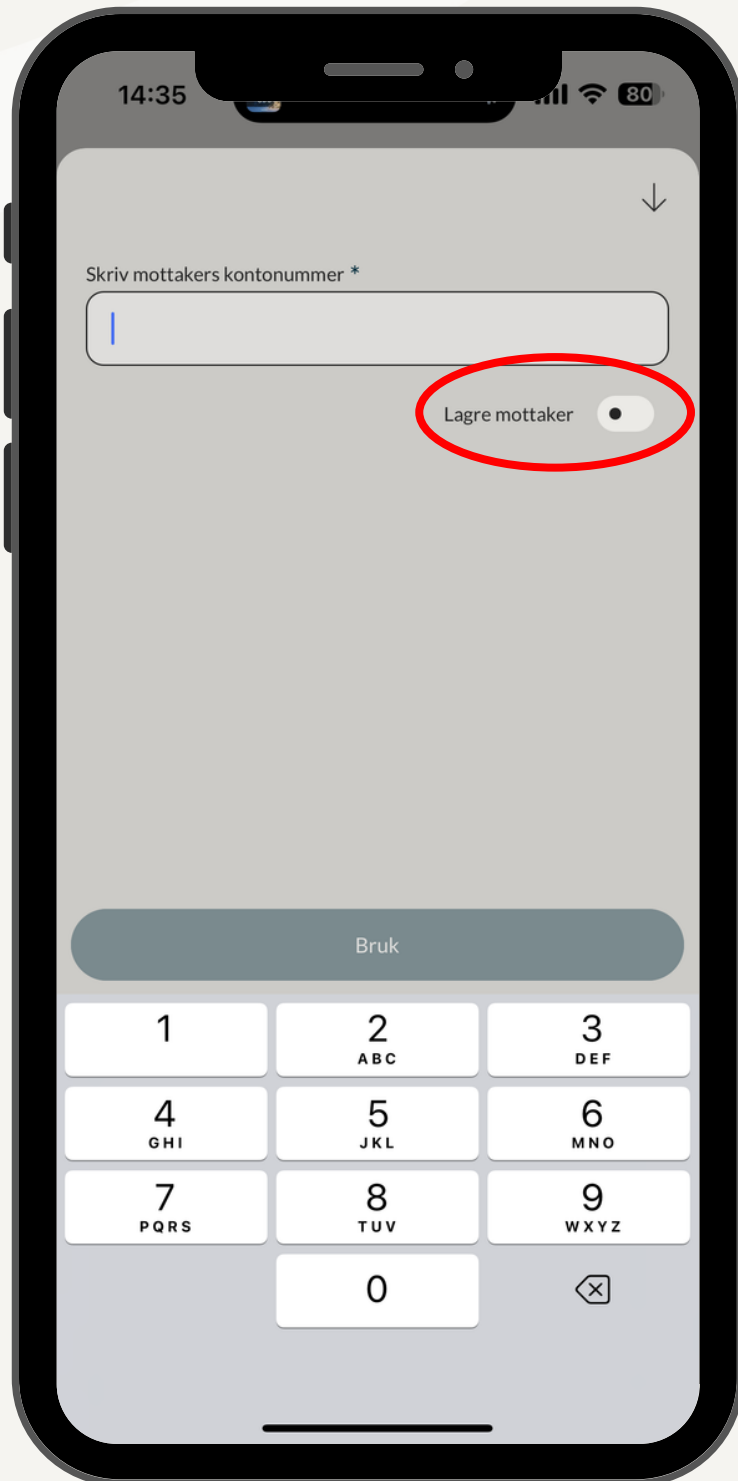 14:35
80
Skriv mottakers kontonummer *
Lagre mottaker
Bruk
1
2
3
ABC
DEF
4
5
6
GHI
JKL
MNO
7
8
9
PQRS
TUV
WXYZ
0